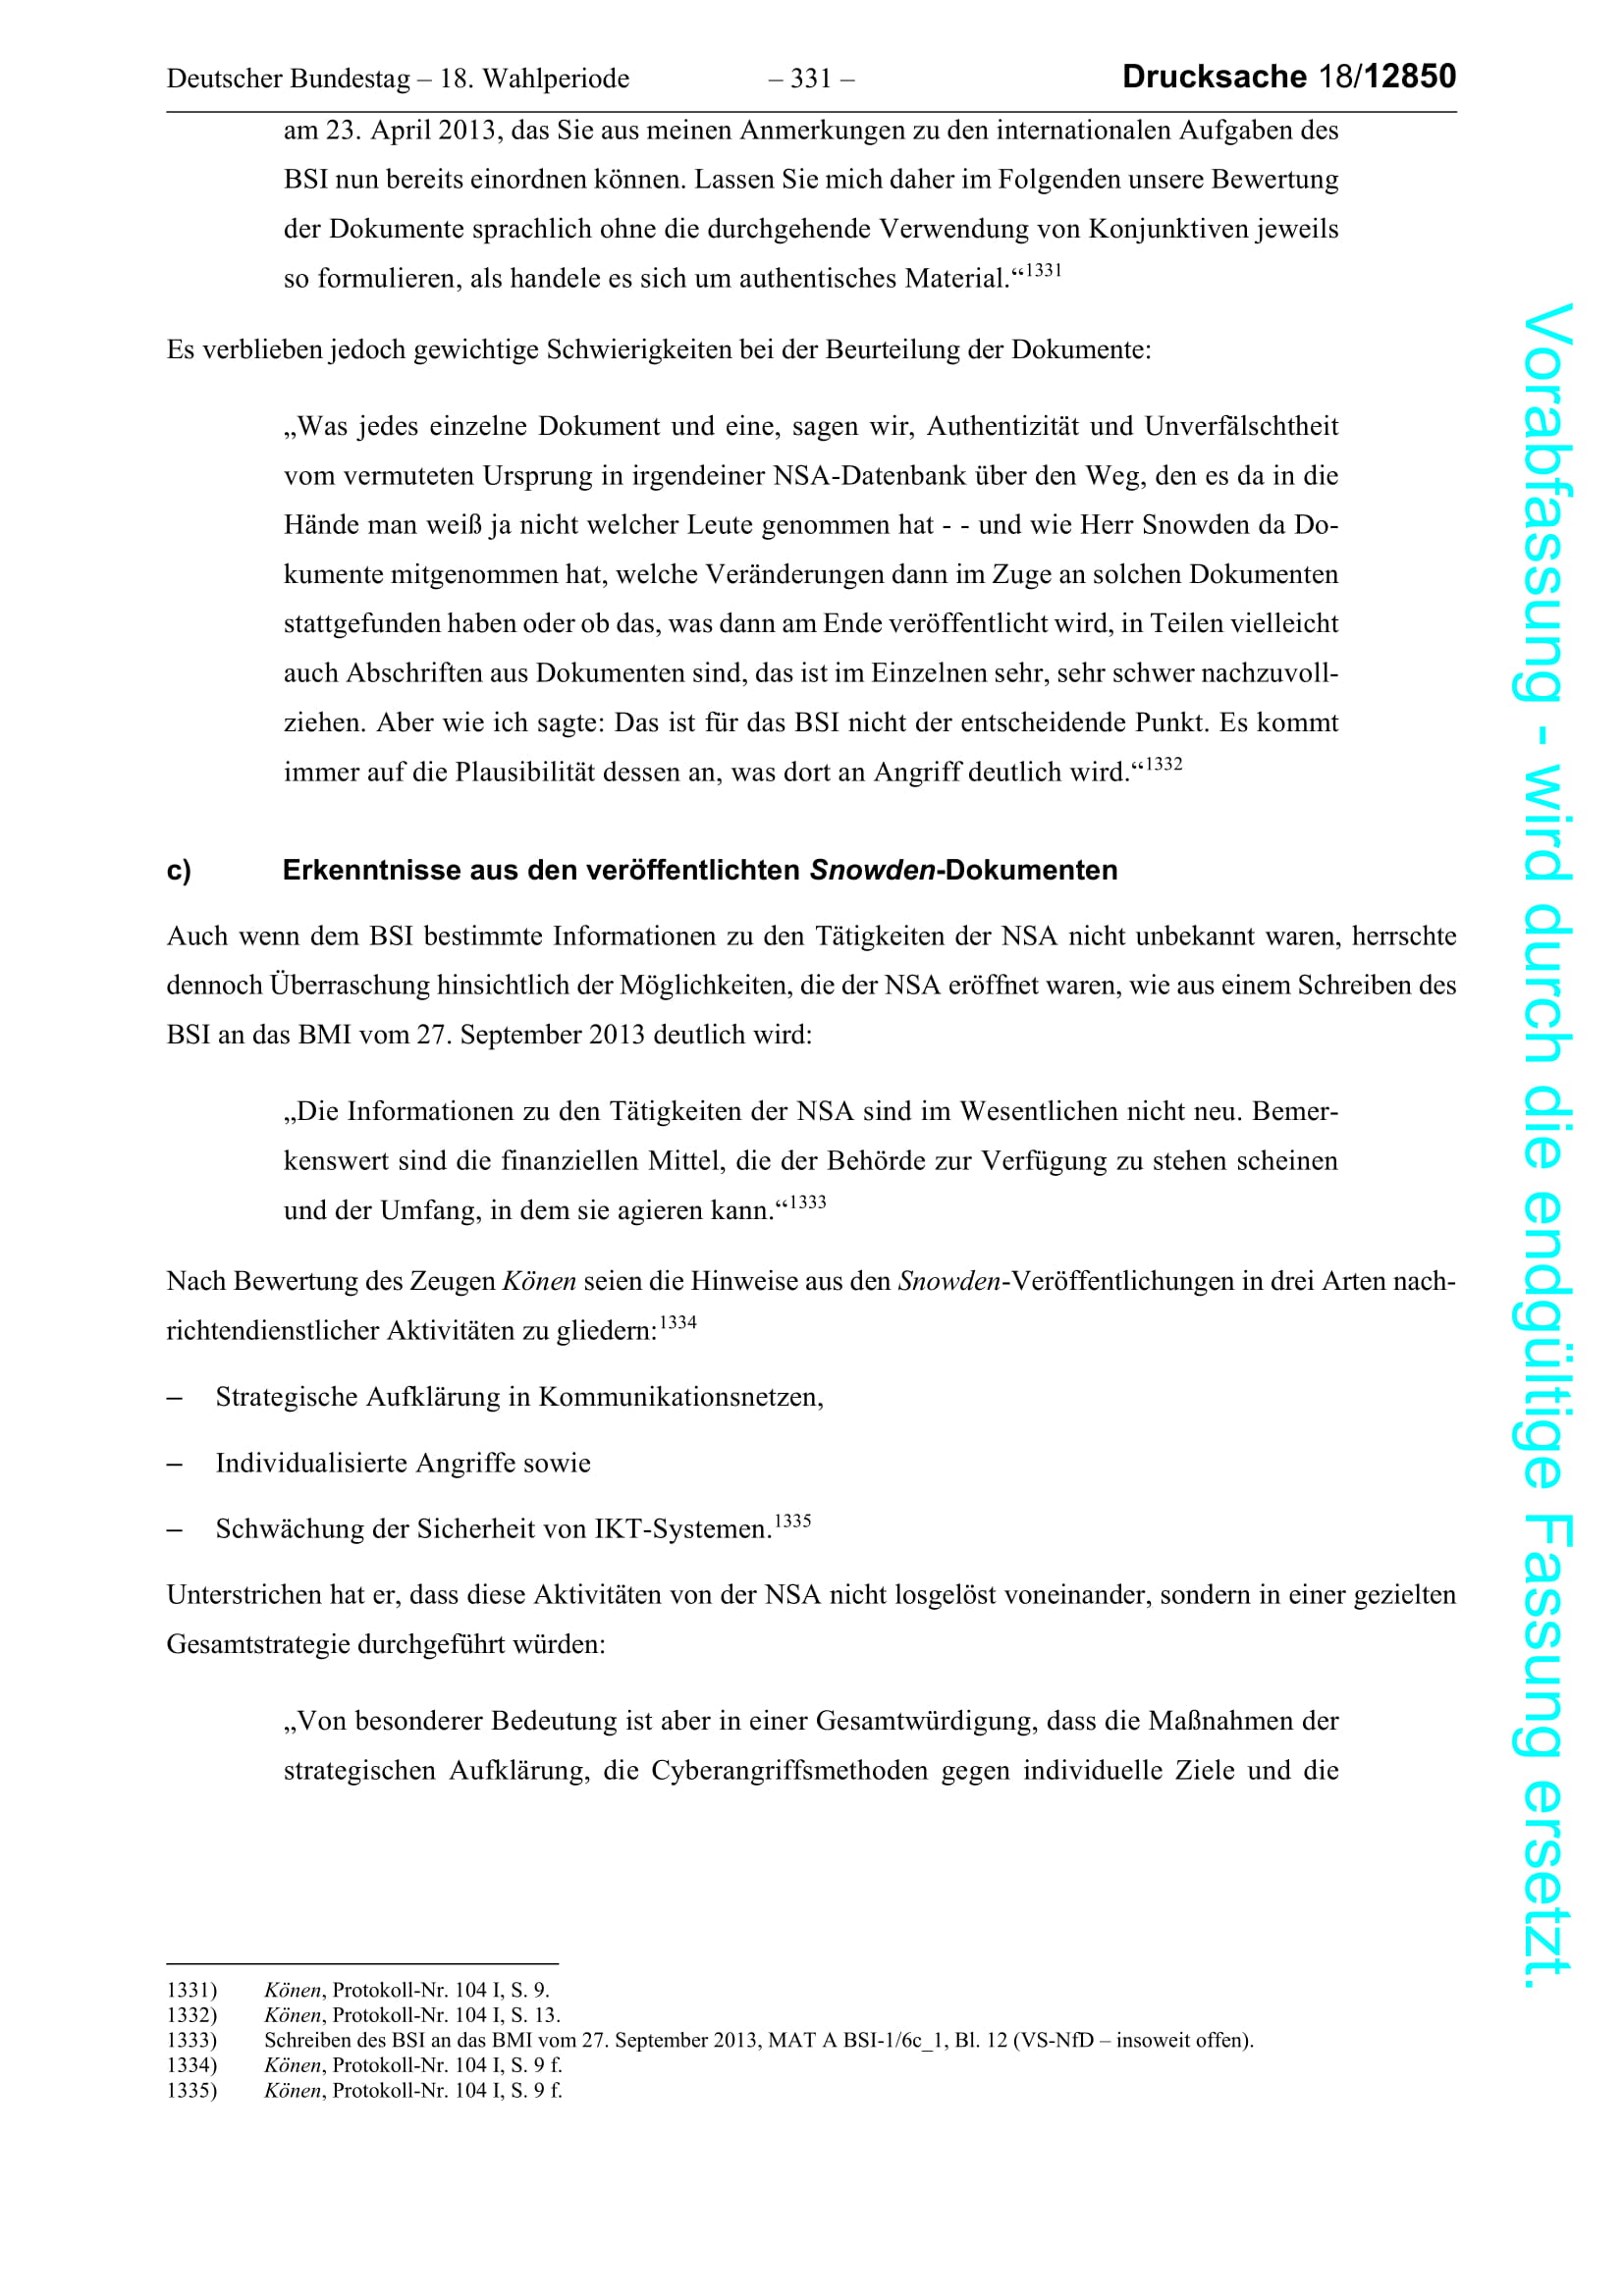 Deutscher Bundestag – 18. Wahlperiode – 331 – Drucksache 18/12850
am 23. April 2013, das Sie aus meinen Anmerkungen zu den internationalen Aufgaben des
BSI nun bereits einordnen können. Lassen Sie mich daher im Folgenden unsere Bewertung
der Dokumente sprachlich ohne die durchgehende Verwendung von Konjunktiven jeweils
so formulieren, als handele es sich um authentisches Material.“1331
Es verblieben jedoch gewichtige Schwierigkeiten bei der Beurteilung der Dokumente:
„Was jedes einzelne Dokument und eine, sagen wir, Authentizität und Unverfälschtheit
vom vermuteten Ursprung in irgendeiner NSA-Datenbank über den Weg, den es da in die
Hände man weiß ja nicht welcher Leute genommen hat - - und wie Herr Snowden da Do-
kumente mitgenommen hat, welche Veränderungen dann im Zuge an solchen Dokumenten
stattgefunden haben oder ob das, was dann am Ende veröffentlicht wird, in Teilen vielleicht
auch Abschriften aus Dokumenten sind, das ist im Einzelnen sehr, sehr schwer nachzuvoll-
ziehen. Aber wie ich sagte: Das ist für das BSI nicht der entscheidende Punkt. Es kommt
immer auf die Plausibilität dessen an, was dort an Angriff deutlich wird.“1332
c) Erkenntnisse aus den veröffentlichten Snowden-Dokumenten
Auch wenn dem BSI bestimmte Informationen zu den Tätigkeiten der NSA nicht unbekannt waren, herrschte
dennoch Überraschung hinsichtlich der Möglichkeiten, die der NSA eröffnet waren, wie aus einem Schreiben des
BSI an das BMI vom 27. September 2013 deutlich wird:
„Die Informationen zu den Tätigkeiten der NSA sind im Wesentlichen nicht neu. Bemer-
kenswert sind die finanziellen Mittel, die der Behörde zur Verfügung zu stehen scheinen
und der Umfang, in dem sie agieren kann.“1333
Nach Bewertung des Zeugen Könen seien die Hinweise aus den Snowden-Veröffentlichungen in drei Arten nach-
richtendienstlicher Aktivitäten zu gliedern:1334
– Strategische Aufklärung in Kommunikationsnetzen,
– Individualisierte Angriffe sowie
– Schwächung der Sicherheit von IKT-Systemen.1335
Unterstrichen hat er, dass diese Aktivitäten von der NSA nicht losgelöst voneinander, sondern in einer gezielten
Gesamtstrategie durchgeführt würden:
„Von besonderer Bedeutung ist aber in einer Gesamtwürdigung, dass die Maßnahmen der
strategischen Aufklärung, die Cyberangriffsmethoden gegen individuelle Ziele und die
1331) Könen, Protokoll-Nr. 104 I, S. 9.
1332) Könen, Protokoll-Nr. 104 I, S. 13.
1333) Schreiben des BSI an das BMI vom 27. September 2013, MAT A BSI-1/6c_1, Bl. 12 (VS-NfD – insoweit offen).
1334) Könen, Protokoll-Nr. 104 I, S. 9 f.
1335) Könen, Protokoll-Nr. 104 I, S. 9 f.
Vorabfassung - wird durch die endgültige Fassung ersetzt.